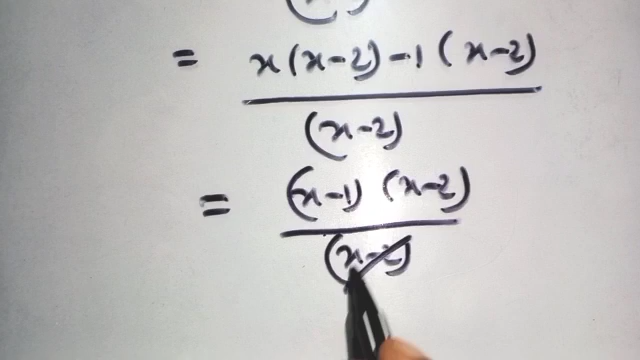 = x(x-2)-1(x-2)
(x-2)
= (x-1) (x-2)
(x-2)